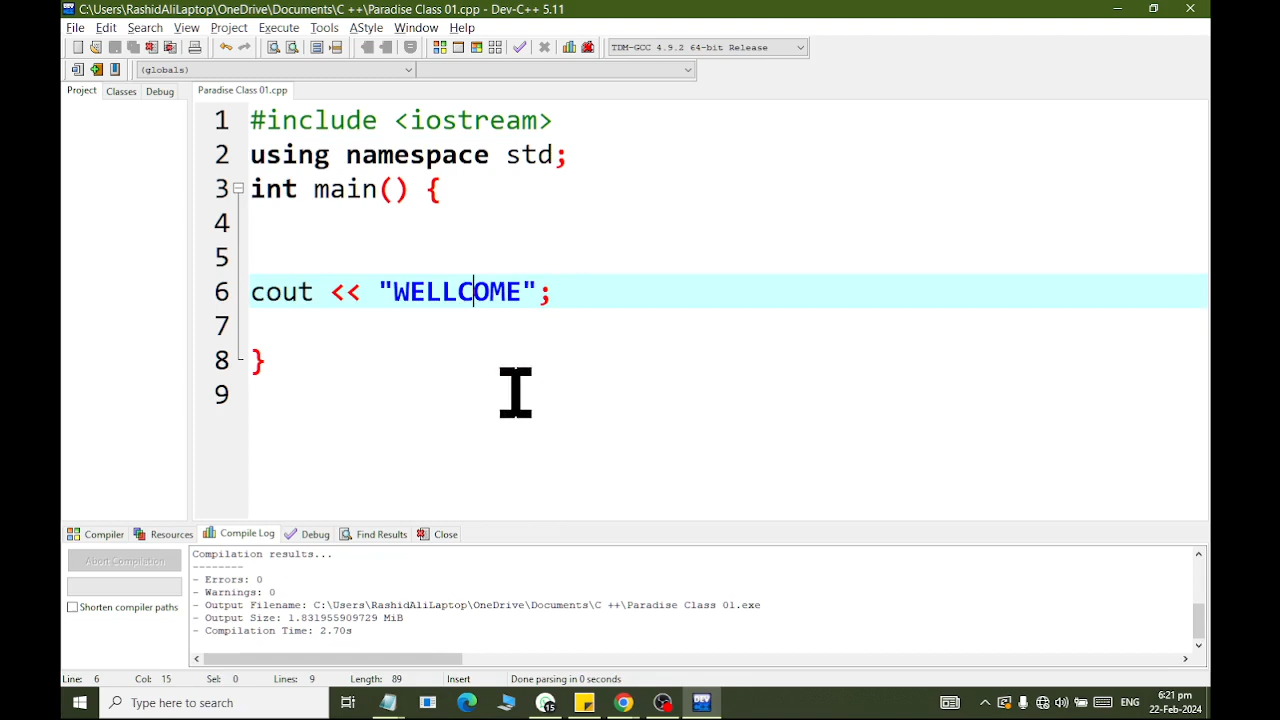 C:\Users\RashidAliLaptop\OneDrive\Documents\C ++\Paradise Class 01.cpp - Dev-C++ 5.11
File Edit Search View Project Execute Tools AStyle Window Help
TDM-GCC 4.9.2 64-bit Release
(globals)
Project Classes Debug Paradise Class 01.cpp
1 #include <iostream>
2 using namespace std;
3 int main() {
4
5
6 cout << "WELLCOME";
7
8 }
9
Compiler Resources Compile Log Debug Find Results Close
Abort Compilation
Shorten compiler paths
Compilation results...
--------
- Errors: 0
- Warnings: 0
- Output Filename: C:\Users\RashidAliLaptop\OneDrive\Documents\C ++\Paradise Class 01.exe
- Output Size: 1.831955909729 MiB
- Compilation Time: 2.70s
Line: 6 Col: 15 Sel: 0 Lines: 9 Length: 89 Insert Done parsing in 0 seconds
Type here to search
15
ENG
6:21 pm
22-Feb-2024